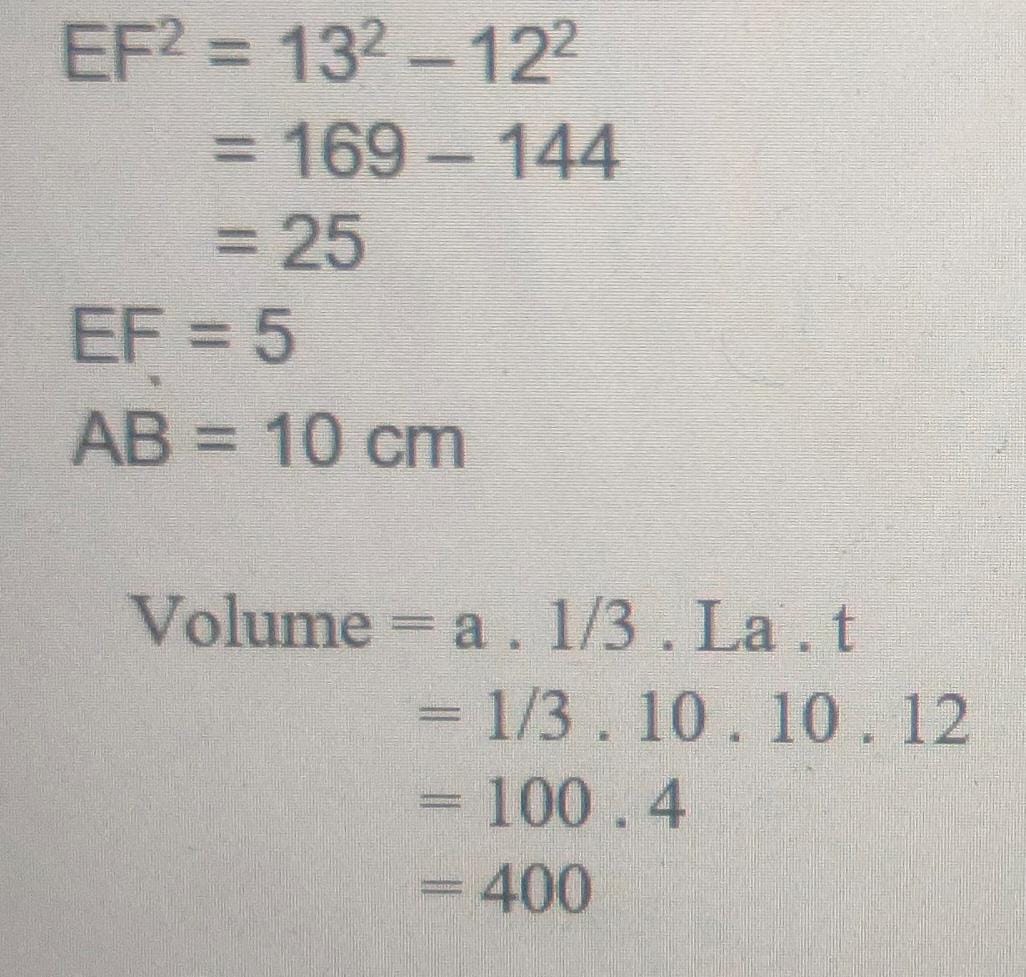 EF² = 13² – 12²
= 169 – 144
= 25
EF = 5
AB = 10 cm
Volume = a . 1/3 . La . t
= 1/3 . 10 . 10 . 12
= 100 . 4
= 400